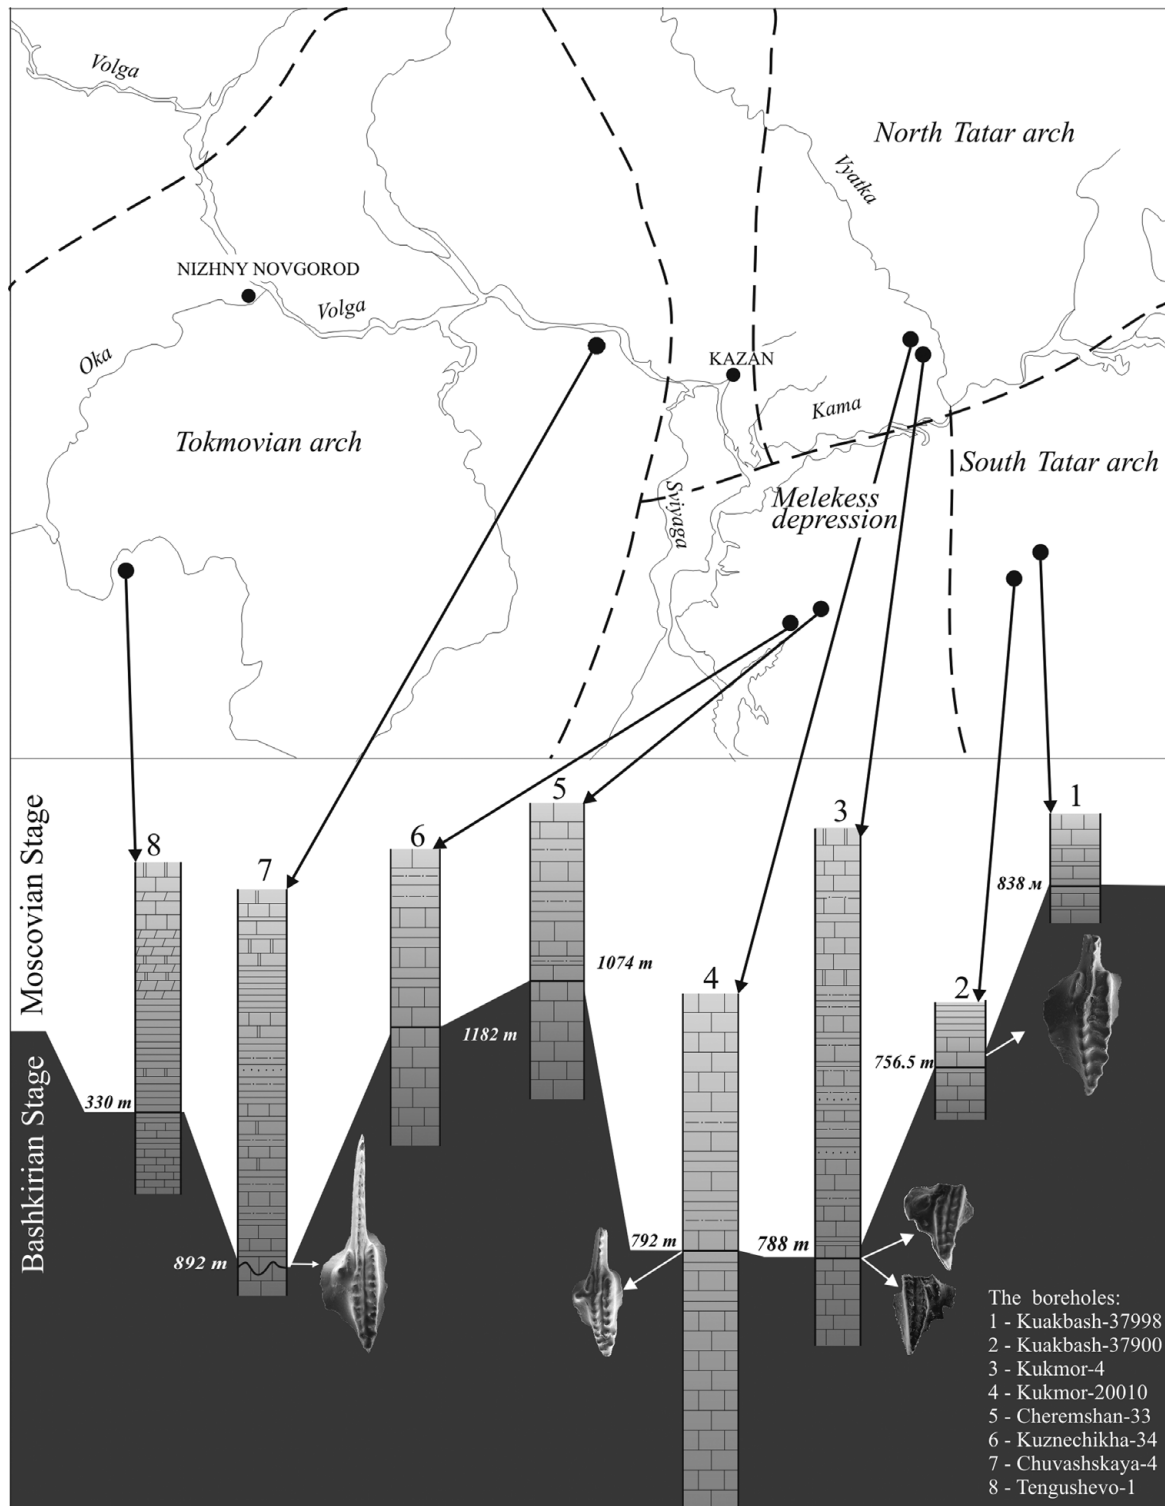 Volga
North Tatar arch
Vyatka
NIZHNY NOVGOROD
Volga
Oka
KAZAN
Kama
Tokmovian arch
South Tatar arch
Sviyaga
Melekess
depression
Moscovian Stage
Bashkirian Stage
8
7
6
5
4
3
2
1
838 м
1074 m
1182 m
756.5 m
330 m
792 m
788 m
892 m
The boreholes:
1 - Kuakbash-37998
2 - Kuakbash-37900
3 - Kukmor-4
4 - Kukmor-20010
5 - Cheremshan-33
6 - Kuznechikha-34
7 - Chuvashskaya-4
8 - Tengushevo-1